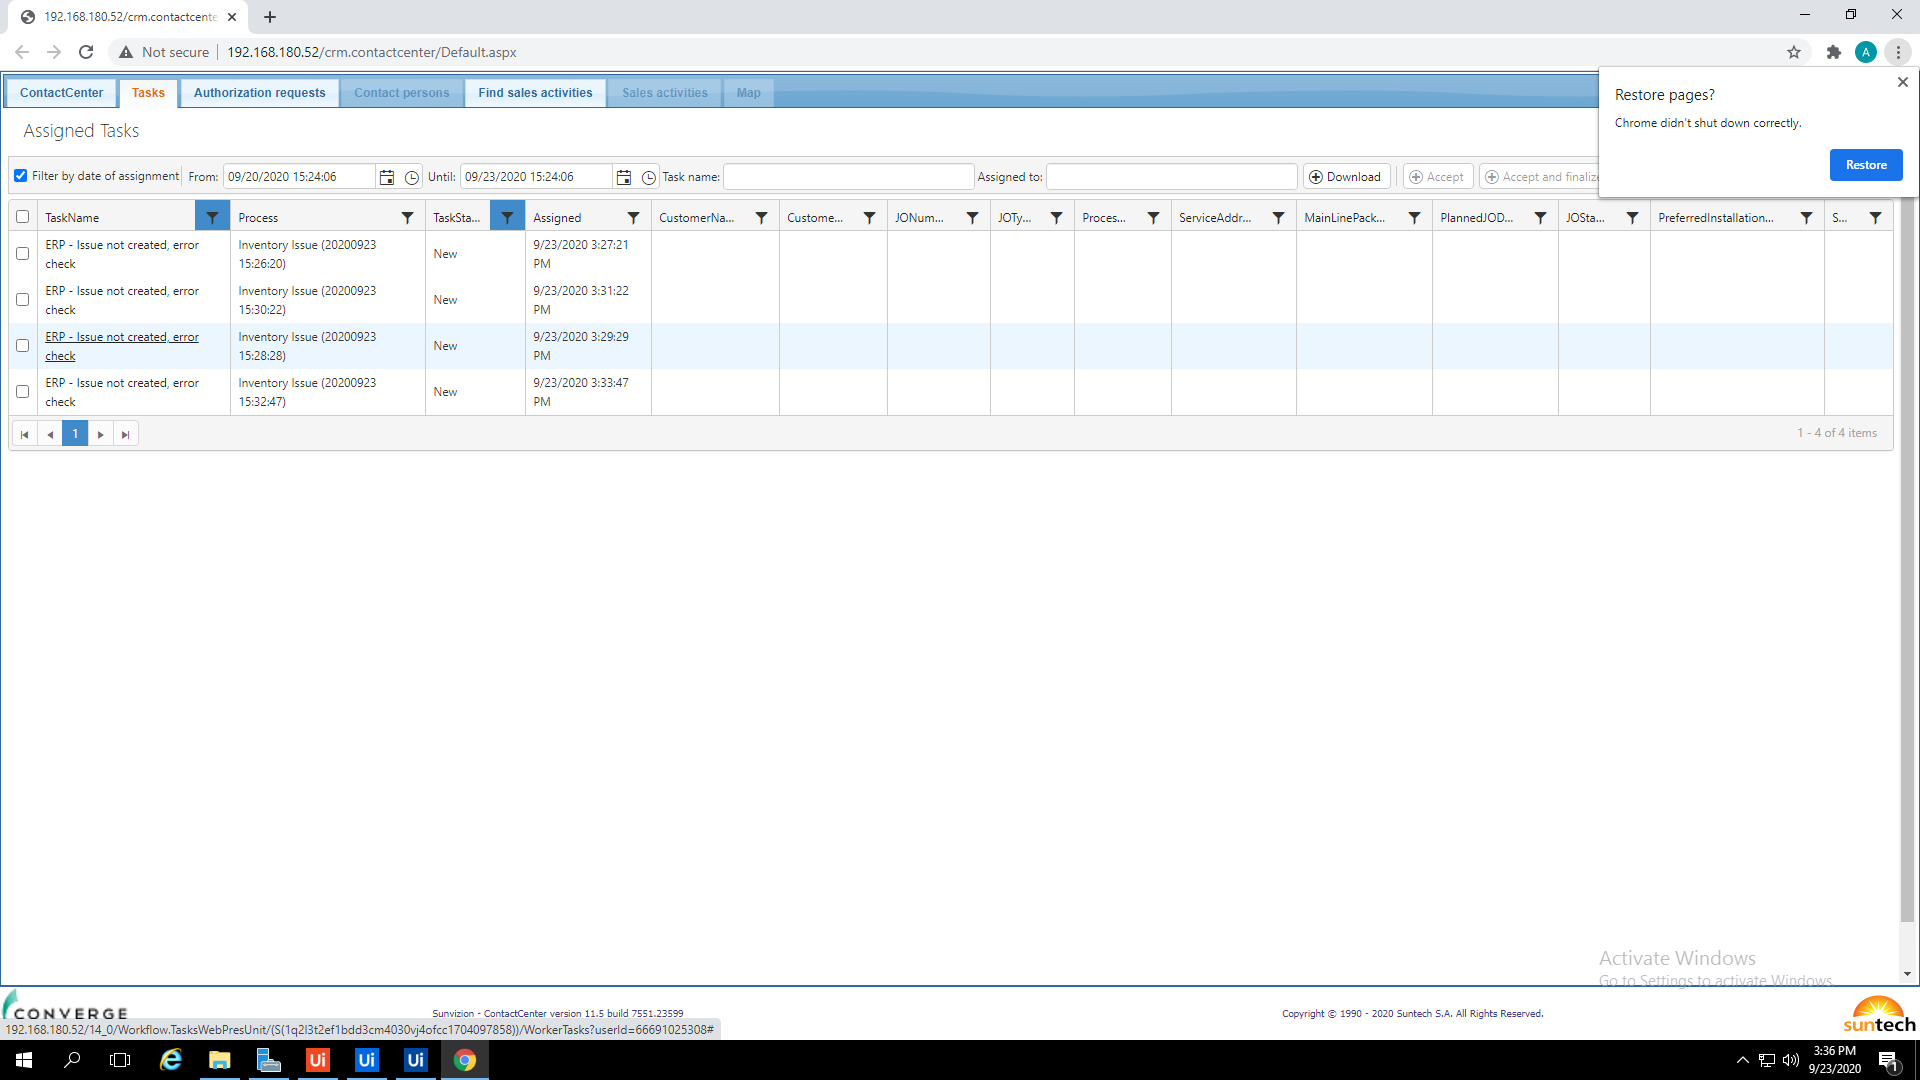 192.168.180.52/crm.contactcente
Not secure
192.168.180.52/crm.contactcenter/Default.aspx
A
ContactCenter
Tasks
Authorization requests
Contact persons
Find sales activities
Sales activities
Map
Restore pages?
Chrome didn't shut down correctly.
Restore
Assigned Tasks
Filter by date of assignment
From:
09/20/2020 15:24:06
Until:
09/23/2020 15:24:06
Task name:
Assigned to:
Download
Accept
Accept and finalize
TaskName
Process
TaskSta...
Assigned
CustomerNa...
Custome...
JONum...
JOTy...
Proces...
ServiceAddr...
MainLinePack...
PlannedJOD...
JOSta...
PreferredInstallation...
S...
ERP - Issue not created, error
check
Inventory Issue (20200923
15:26:20)
New
9/23/2020 3:27:21
PM
ERP - Issue not created, error
check
Inventory Issue (20200923
15:30:22)
New
9/23/2020 3:31:22
PM
ERP - Issue not created, error
check
Inventory Issue (20200923
15:28:28)
New
9/23/2020 3:29:29
PM
ERP - Issue not created, error
check
Inventory Issue (20200923
15:32:47)
New
9/23/2020 3:33:47
PM
1
1 - 4 of 4 items
Activate Windows
Go to Settings to activate Windows.
CONVERGE
Sunvizion - ContactCenter version 11.5 build 7551.23599
Copyright © 1990 - 2020 Suntech S.A. All Rights Reserved.
suntech
192.168.180.52/14_0/Workflow.TasksWebPresUnit/(S(1q2l3t2ef1bdd3cm4030vj4ofcc1704097858))/WorkerTasks?userId=66691025308#
Ui
Ui
Ui
3:36 PM
9/23/2020
1